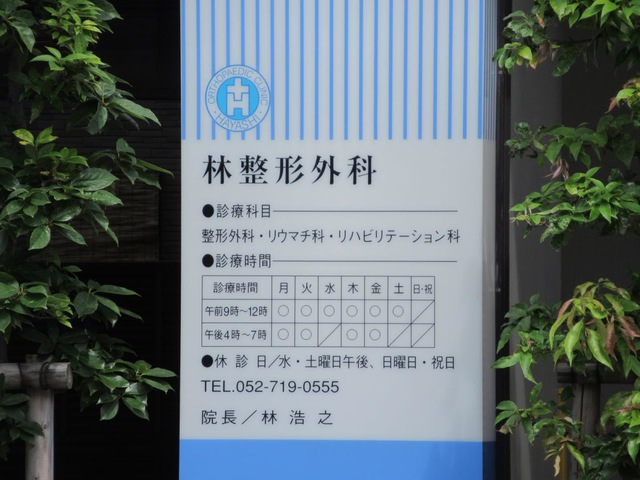 ORTHOPAEDIC CLINIC
H
HAYASHI
林整形外科
●診療科目
整形外科・リウマチ科・リハビリテーション科
●診療時間
診療時間 月 火 水 木 金 土 日・祝
午前9時〜12時 ○ ○ ○ ○ ○ ○ ／
午後4時〜7時 ○ ○ ／ ○ ○ ／ ／
●休 診 日／水・土曜日午後、日曜日・祝日
TEL.052-719-0555
院長／林 浩 之